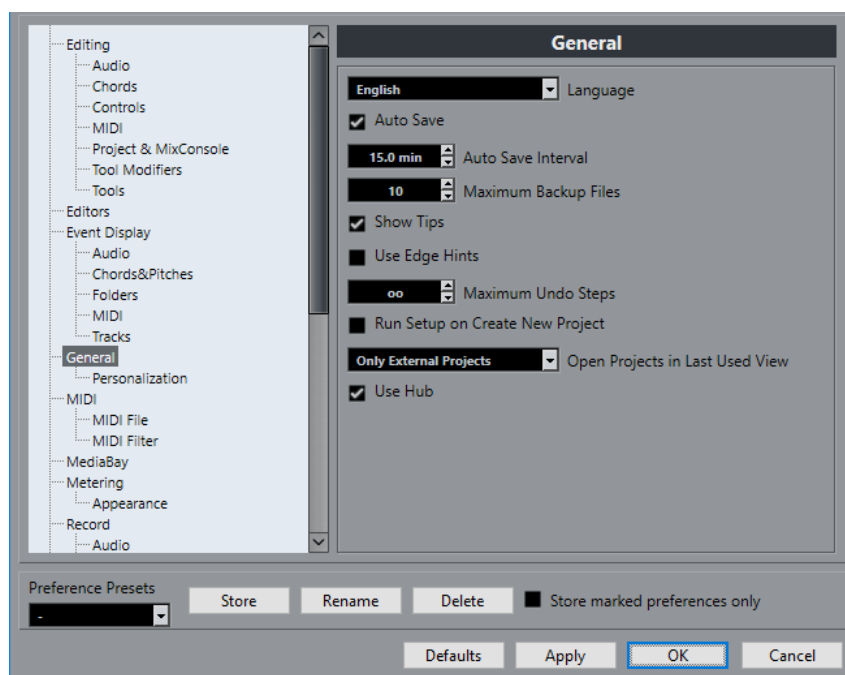 Editing
Audio
Chords
Controls
MIDI
Project & MixConsole
Tool Modifiers
Tools
Editors
Event Display
Audio
Chords&Pitches
Folders
MIDI
Tracks
General
Personalization
MIDI
MIDI File
MIDI Filter
MediaBay
Metering
Appearance
Record
Audio
General
English Language
Auto Save
15.0 min Auto Save Interval
10 Maximum Backup Files
Show Tips
Use Edge Hints
oo Maximum Undo Steps
Run Setup on Create New Project
Only External Projects Open Projects in Last Used View
Use Hub
Preference Presets
-
Store Rename Delete Store marked preferences only
Defaults Apply OK Cancel